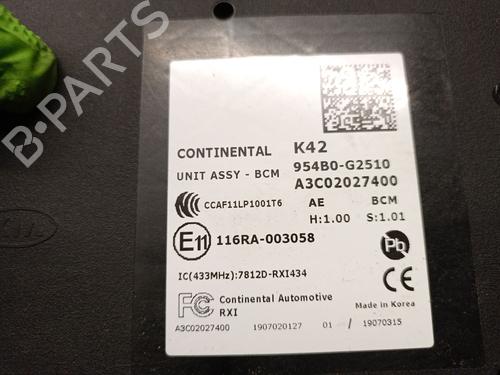 B-PARTS
K42
CONTINENTAL
954B0-G2510
UNIT ASSY - BCM
A3C02027400
CCAF11LP1001T6 AE BCM
H:1.00 S:1.01
E11 116RA-003058
Pb
IC(433MHz):7812D-RXI434
CE
FC Continental Automotive
RXI
Made in Korea
A3C02027400 1907020127 01 / 19070315